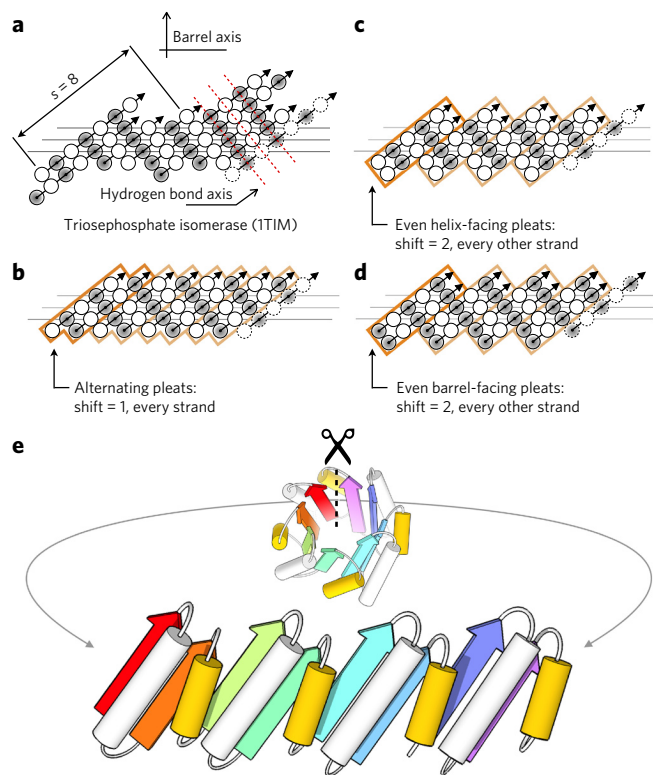 a
Barrel axis
s = 8
Hydrogen bond axis
Triosephosphate isomerase (1TIM)
c
Even helix-facing pleats:
shift = 2, every other strand
b
Alternating pleats:
shift = 1, every strand
d
Even barrel-facing pleats:
shift = 2, every other strand
e